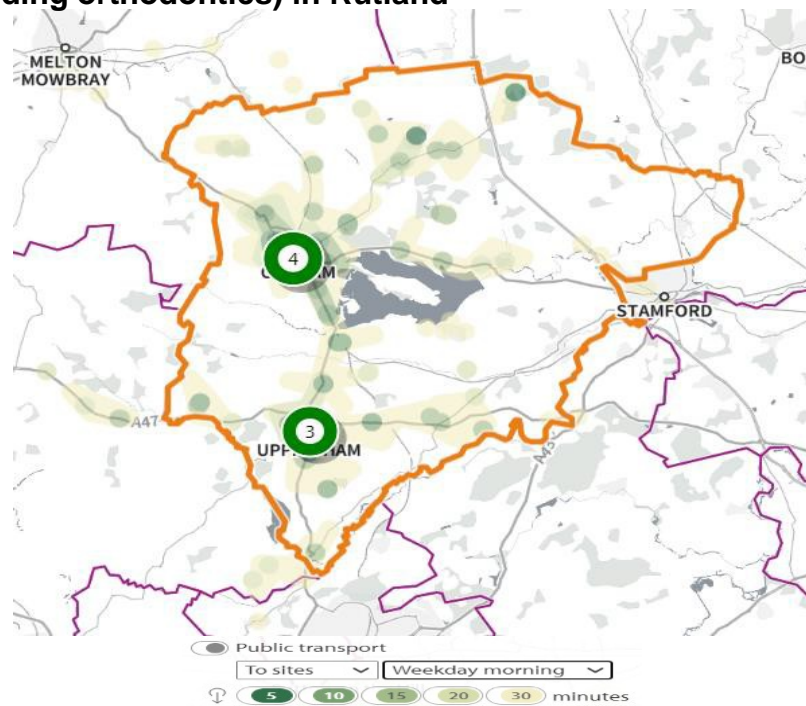 ding orthodontics) in Rutland
MELTON
MOWBRAY
BO
4
STAMFORD
A47
3
Public transport
To sites
Weekday morning
5 10 15 20 30 minutes